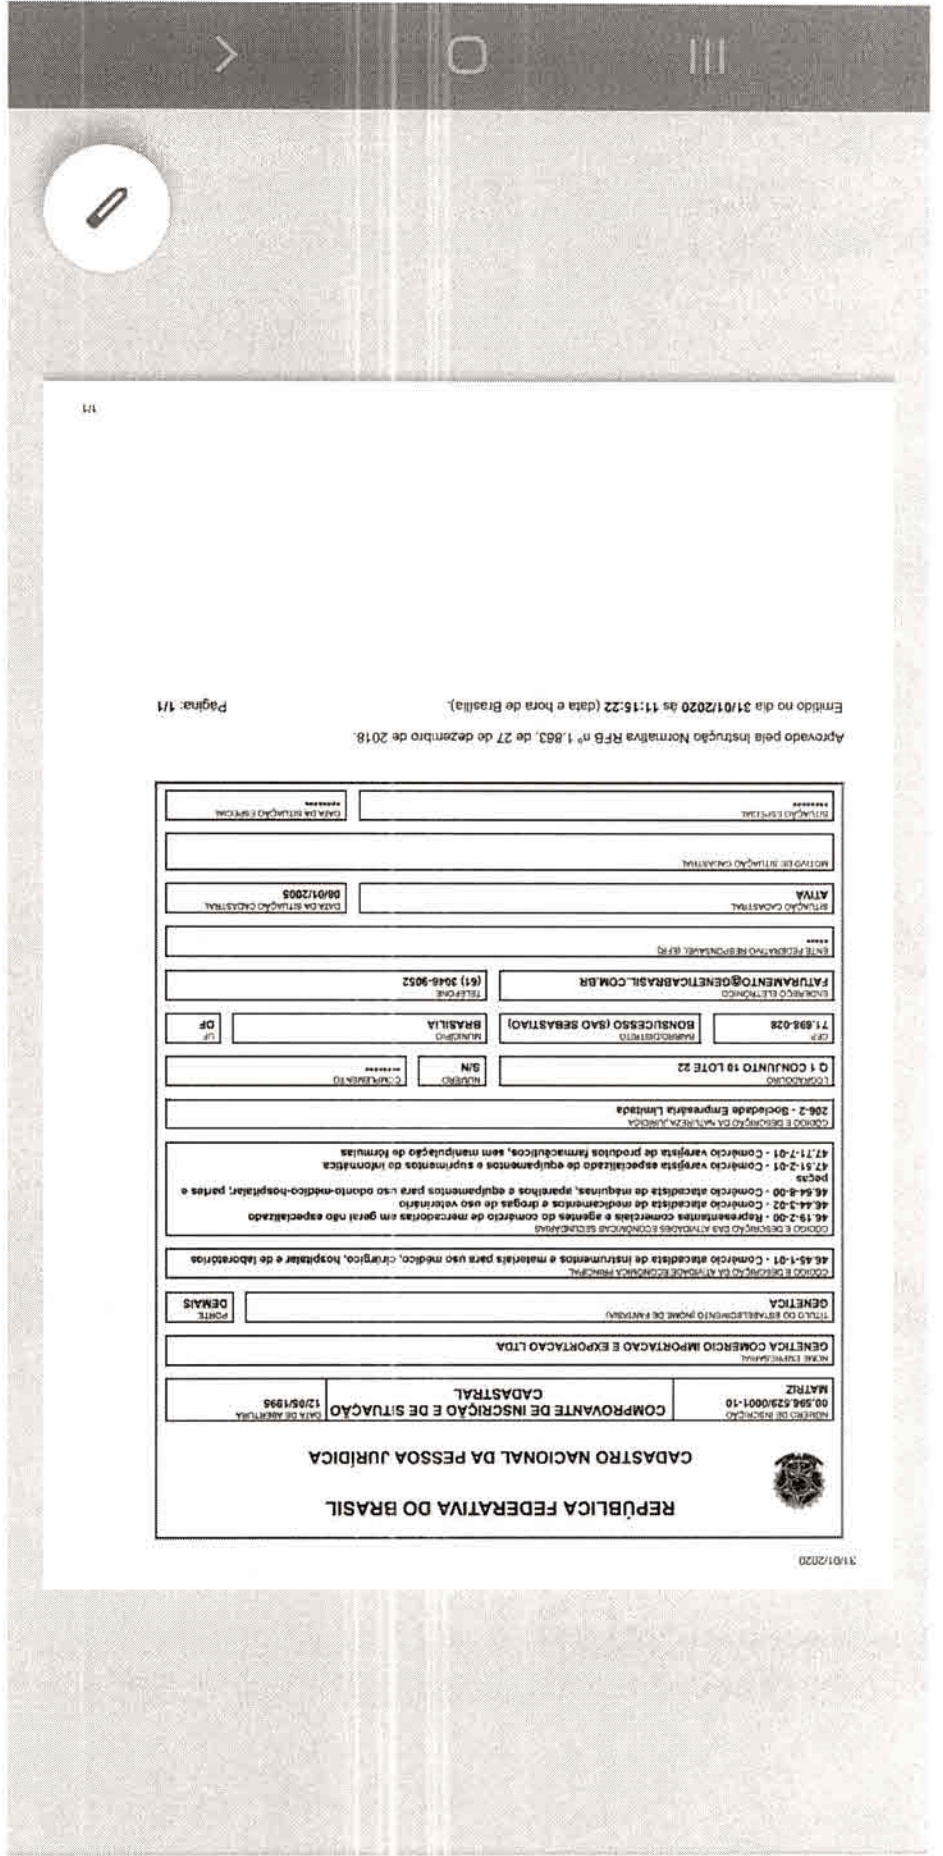 31/01/2020
REPÚBLICA FEDERATIVA DO BRASIL
CADASTRO NACIONAL DA PESSOA JURÍDICA
NÚMERO DE INSCRIÇÃO
00.596.529/0001-10
MATRIZ
COMPROVANTE DE INSCRIÇÃO E DE SITUAÇÃO
CADASTRAL
DATA DE ABERTURA
12/05/1995
NOME EMPRESARIAL
GENETICA COMERCIO IMPORTACAO E EXPORTACAO LTDA
TÍTULO DO ESTABELECIMENTO (NOME DE FANTASIA)
GENETICA
PORTE
DEMAIS
CÓDIGO E DESCRIÇÃO DA ATIVIDADE ECONÔMICA PRINCIPAL
46.45-1-01 - Comércio atacadista de instrumentos e materiais para uso médico, cirúrgico, hospitalar e de laboratórios
CÓDIGO E DESCRIÇÃO DAS ATIVIDADES ECONÔMICAS SECUNDÁRIAS
46.19-2-00 - Representantes comerciais e agentes do comércio de mercadorias em geral não especializado
46.44-3-02 - Comércio atacadista de medicamentos e drogas de uso veterinário
46.64-8-00 - Comércio atacadista de máquinas, aparelhos e equipamentos para uso odonto-médico-hospitalar; partes e
peças
47.51-2-01 - Comércio varejista especializado de equipamentos e suprimentos de informática
47.71-7-01 - Comércio varejista de produtos farmacêuticos, sem manipulação de fórmulas
CÓDIGO E DESCRIÇÃO DA NATUREZA JURÍDICA
206-2 - Sociedade Empresária Limitada
LOGRADOURO
Q 1 CONJUNTO 10 LOTE 22
NÚMERO
S/N
COMPLEMENTO
********
CEP
71.698-028
BAIRRO/DISTRITO
BONSUCESSO (SAO SEBASTIAO)
MUNICÍPIO
BRASILIA
UF
DF
ENDEREÇO ELETRÔNICO
FATURAMENTO@GENETICABRASIL.COM.BR
TELEFONE
(61) 3046-9052
ENTE FEDERATIVO RESPONSÁVEL (EFR)
*****
SITUAÇÃO CADASTRAL
ATIVA
DATA DA SITUAÇÃO CADASTRAL
08/01/2005
MOTIVO DE SITUAÇÃO CADASTRAL
SITUAÇÃO ESPECIAL
********
DATA DA SITUAÇÃO ESPECIAL
********
Aprovado pela Instrução Normativa RFB nº 1.863, de 27 de dezembro de 2018.
Emitido no dia 31/01/2020 às 11:15:22 (data e hora de Brasília).
Página: 1/1
1/1